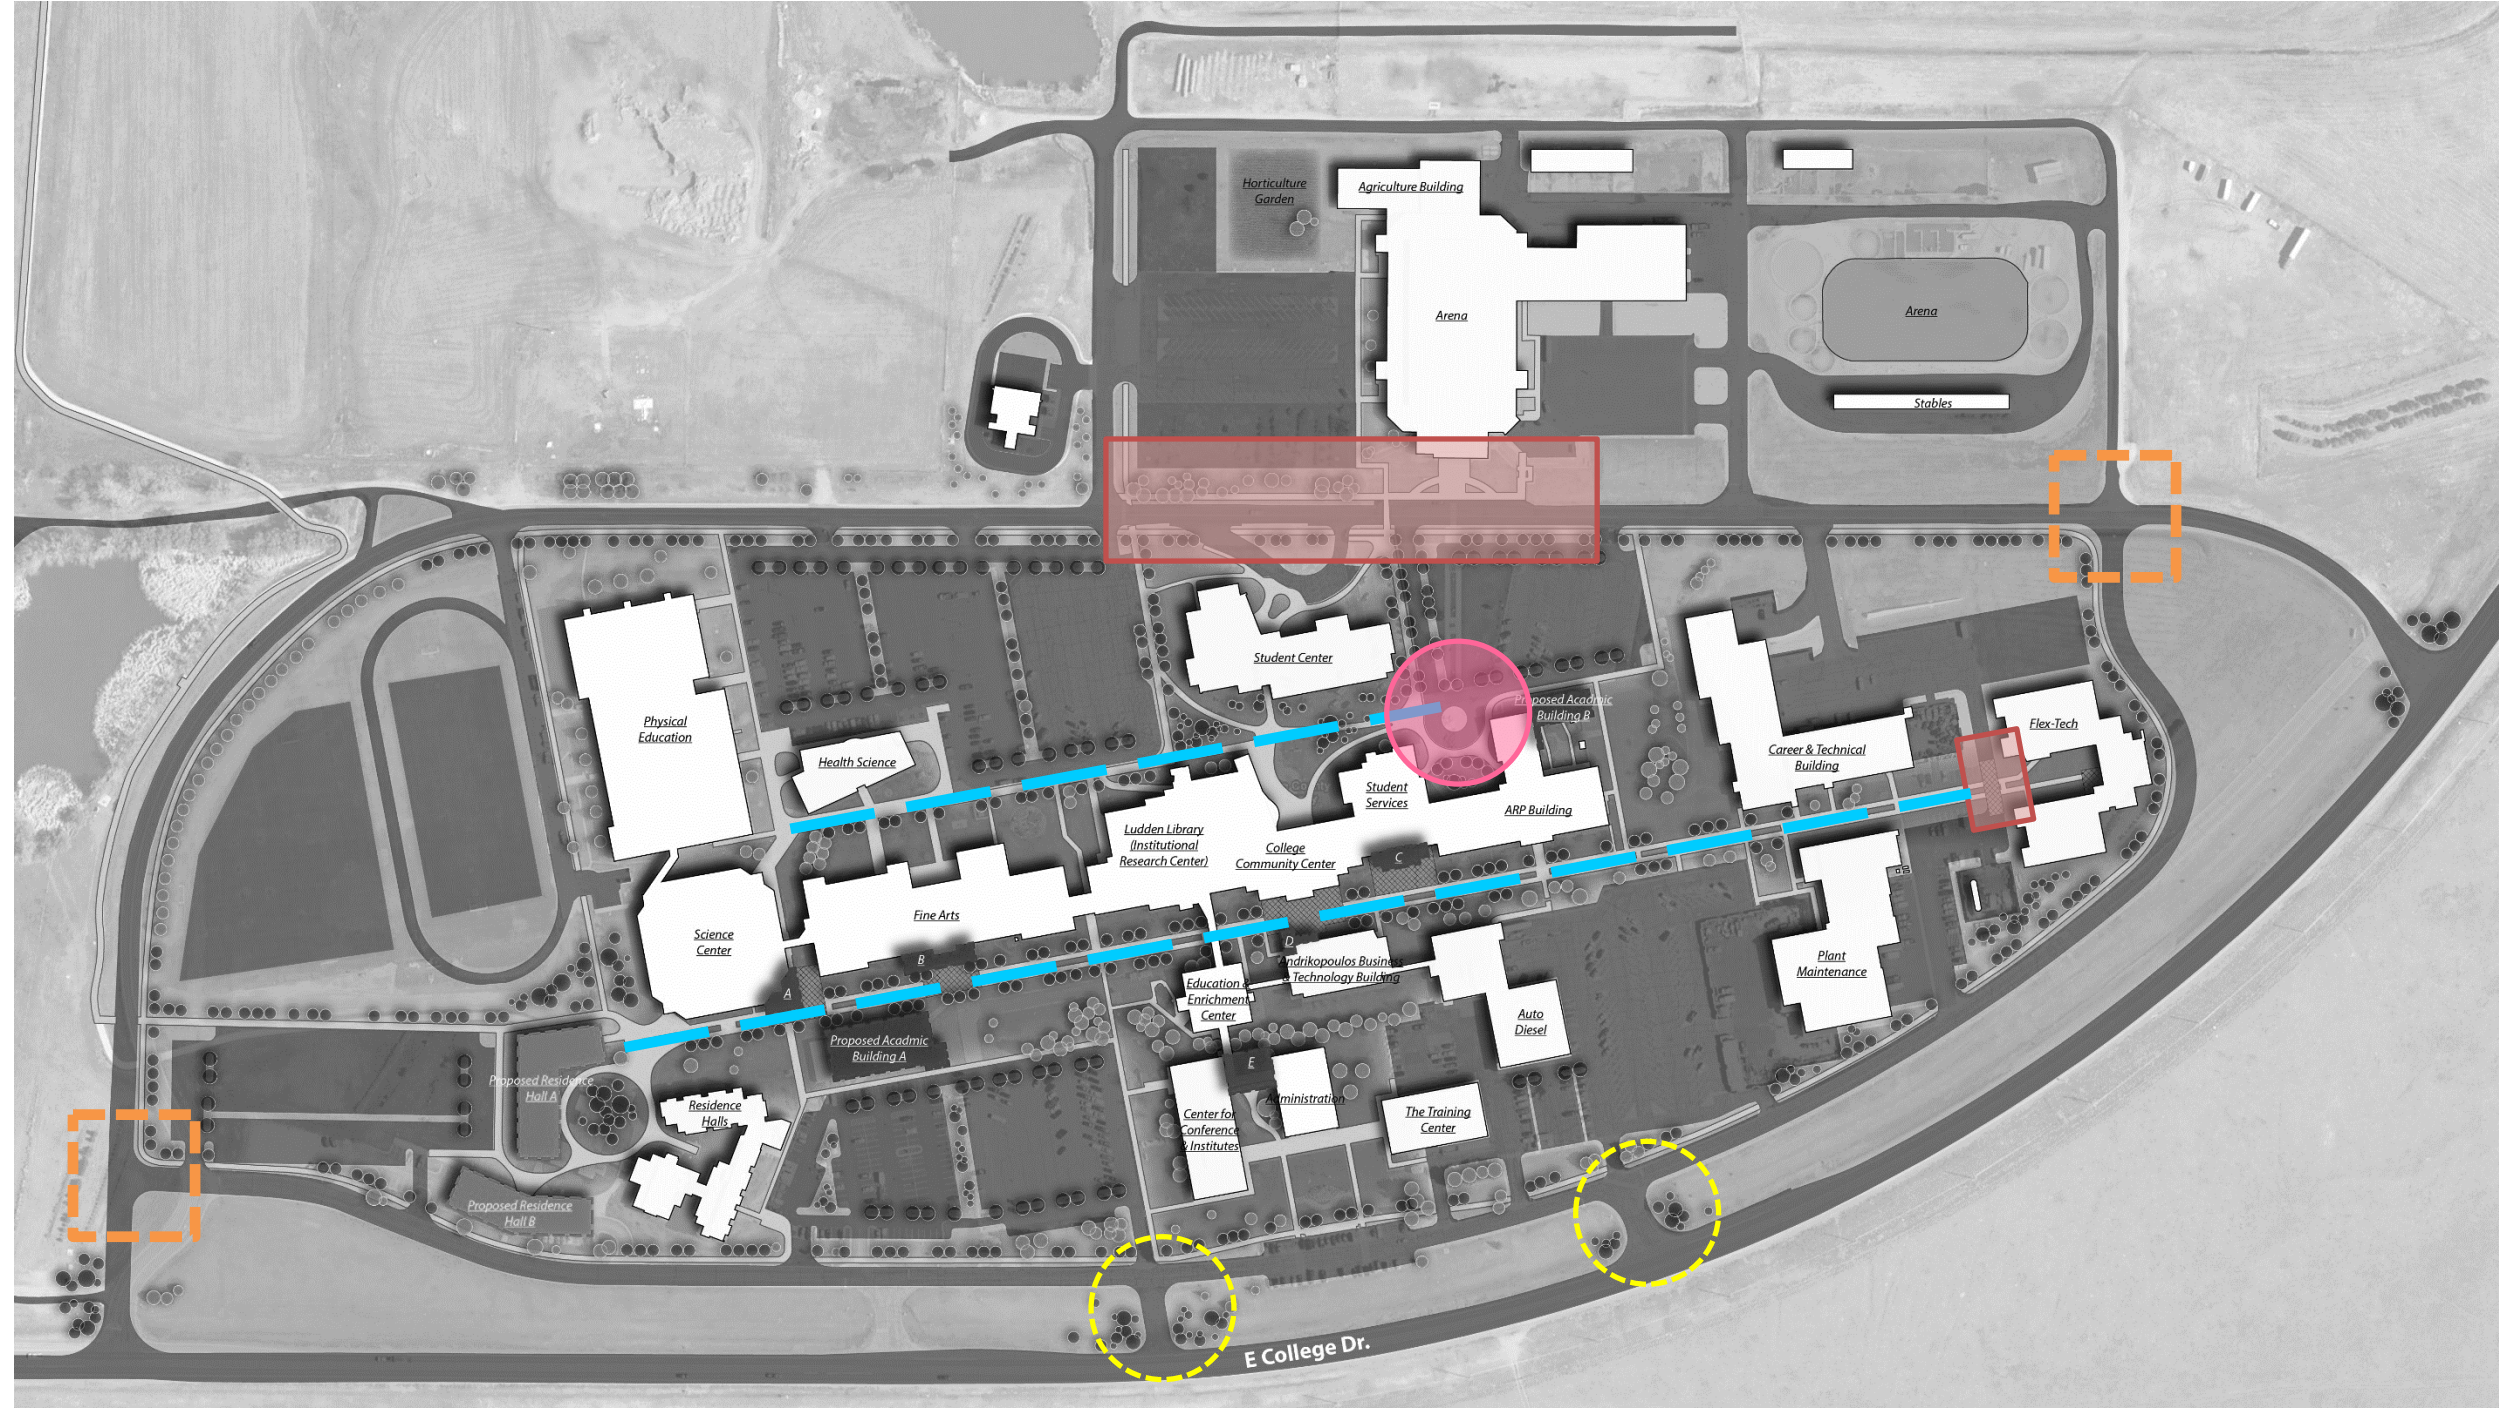 Horticulture
Garden
Agriculture Building
Arena
Arena
Stables
Student Center
Physical
Education
Health Science
Proposed Acadmic
Building B
Flex-Tech
Career & Technical
Building
Student
Services
ARP Building
Ludden Library
(Institutional
Research Center)
College
Community Center
C
Fine Arts
Science
Center
B
A
D
Andrikopoulos Business
& Technology Building
Plant
Maintenance
Education &
Enrichment
Center
Auto
Diesel
Proposed Acadmic
Building A
E
Proposed Residence
Hall A
Residence
Halls
Administration
Center for
Conference
& Institutes
The Training
Center
Proposed Residence
Hall B
E College Dr.